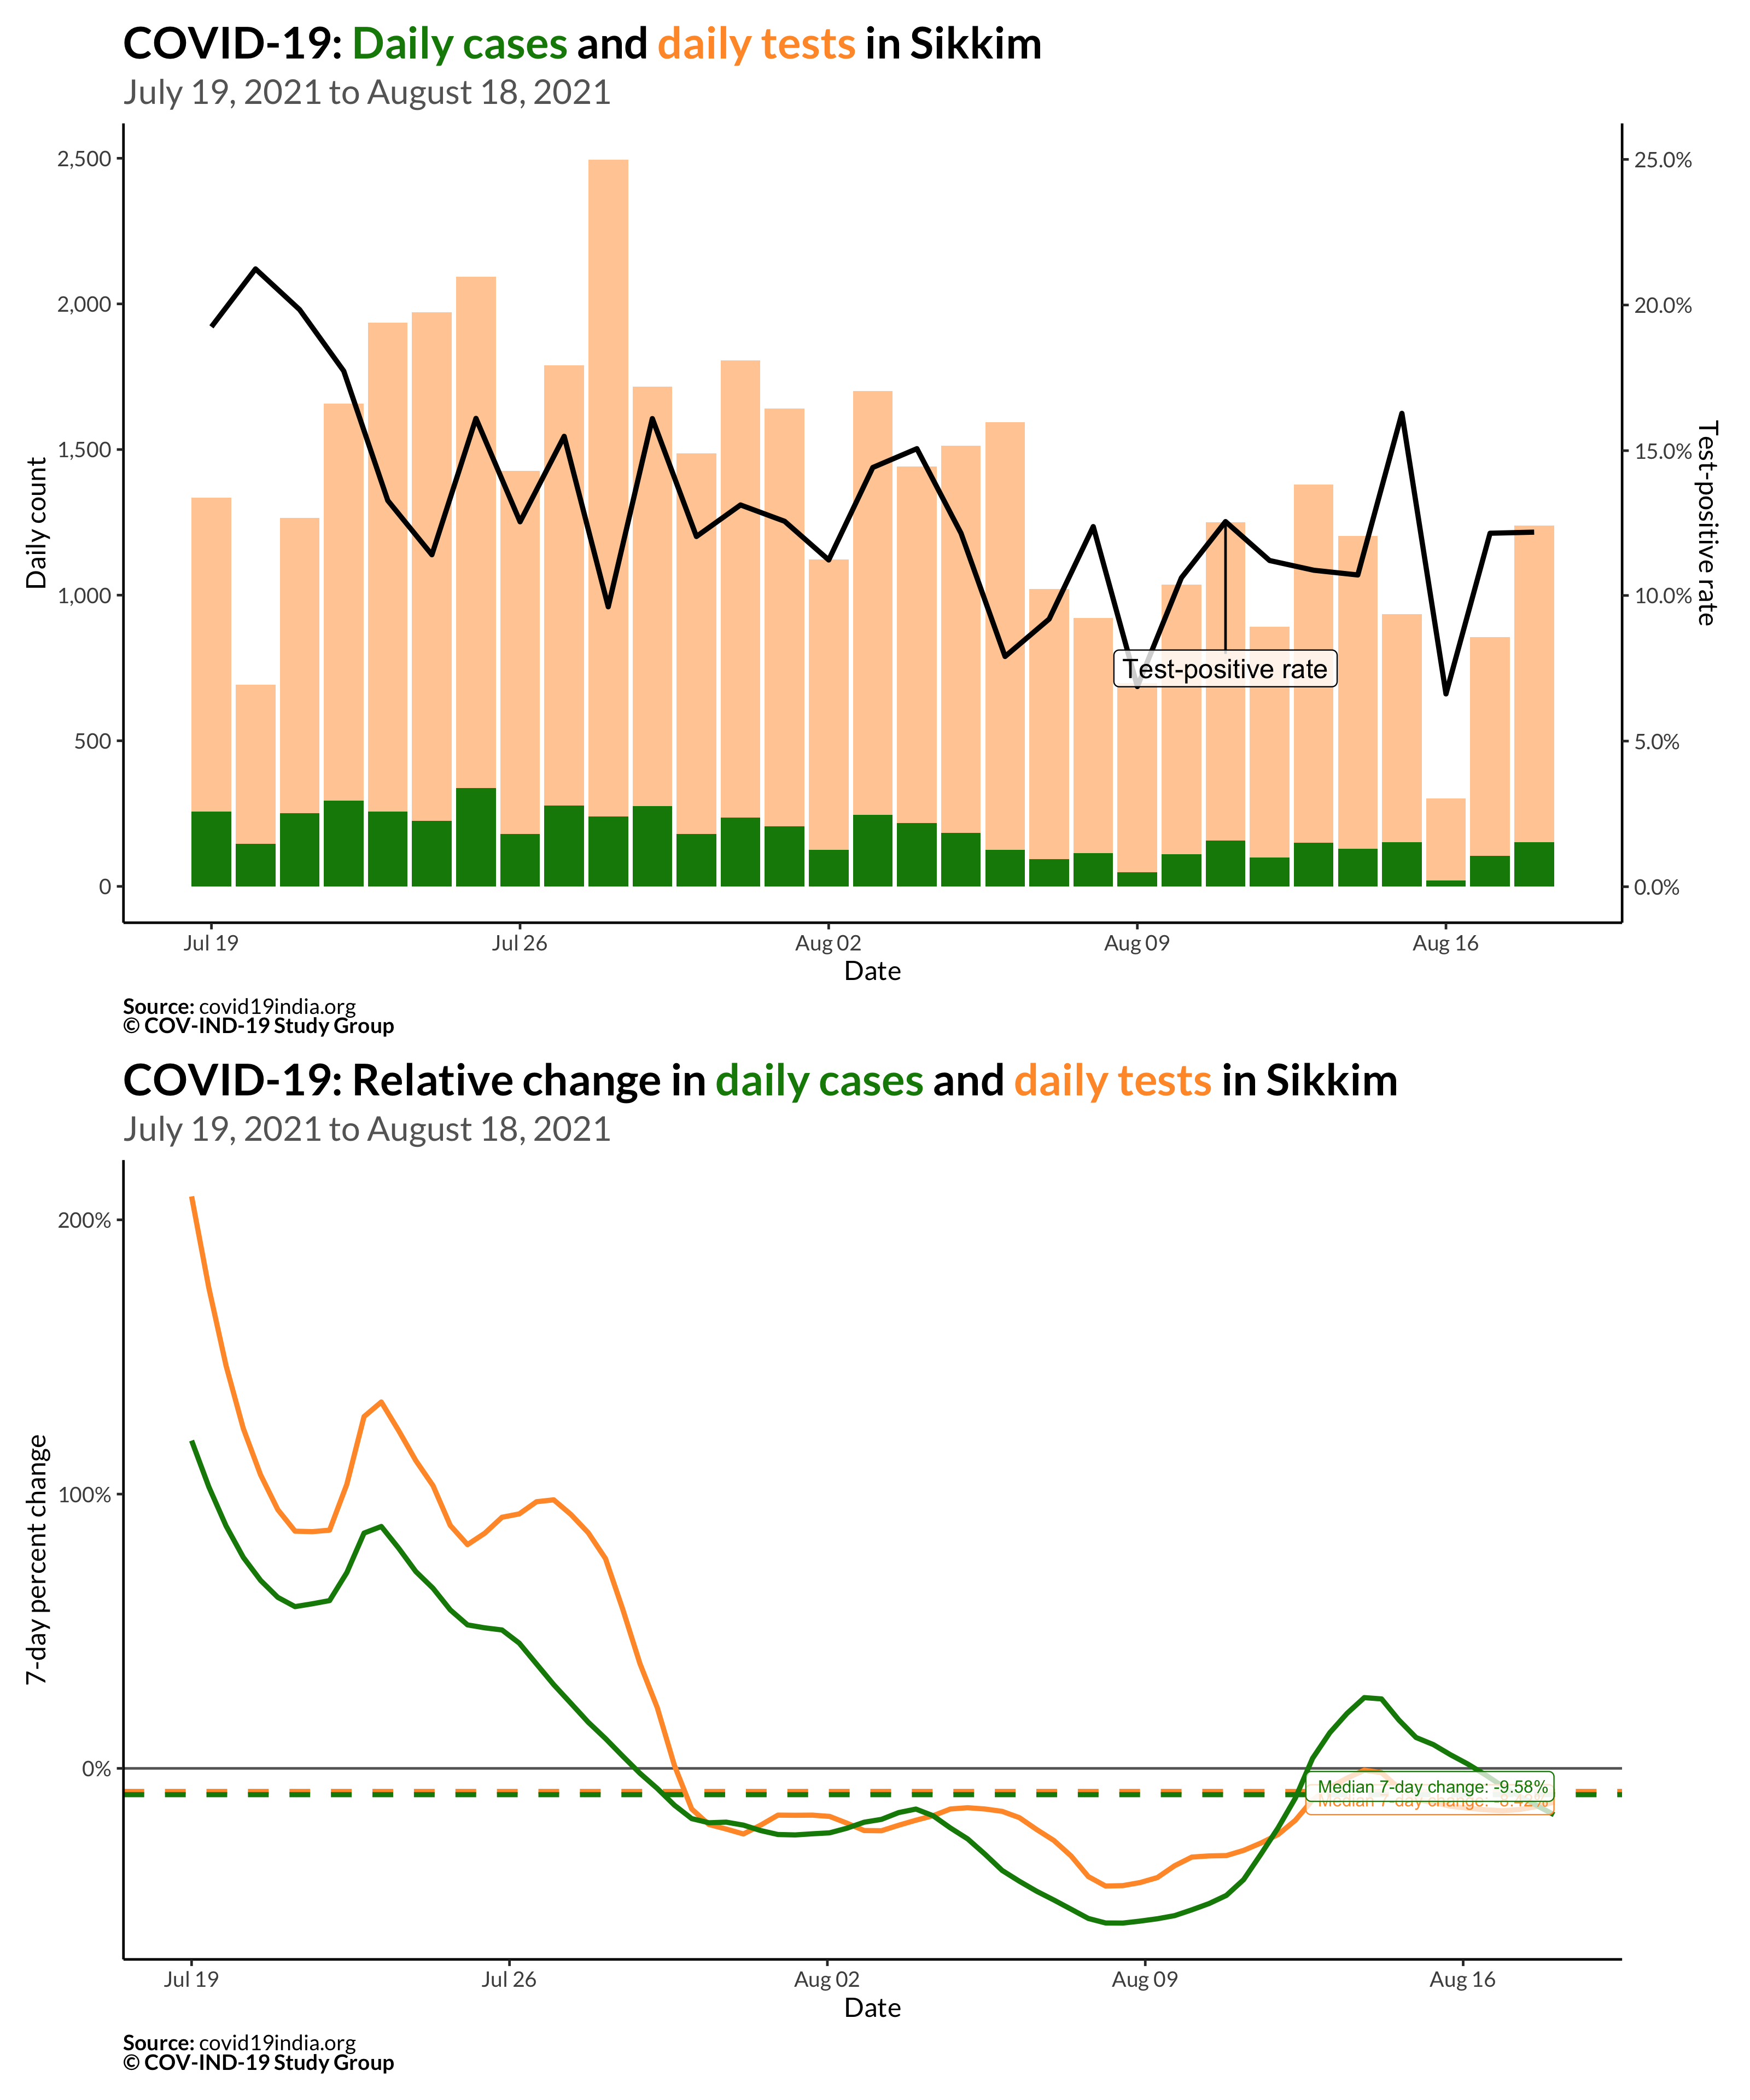 COVID-19: Daily cases and daily tests in Sikkim
July 19, 2021 to August 18, 2021
2,500
2,000
1,500
1,000
500
0
Daily count
25.0%
20.0%
15.0%
10.0%
5.0%
0.0%
Test-positive rate
Test-positive rate
Jul 19
Jul 26
Aug 02
Aug 09
Aug 16
Date
Source: covid19india.org
© COV-IND-19 Study Group
COVID-19: Relative change in daily cases and daily tests in Sikkim
July 19, 2021 to August 18, 2021
200%
100%
0%
7-day percent change
Median 7-day change: -9.58%
Median 7-day change: -8.42%
Jul 19
Jul 26
Aug 02
Aug 09
Aug 16
Date
Source: covid19india.org
© COV-IND-19 Study Group